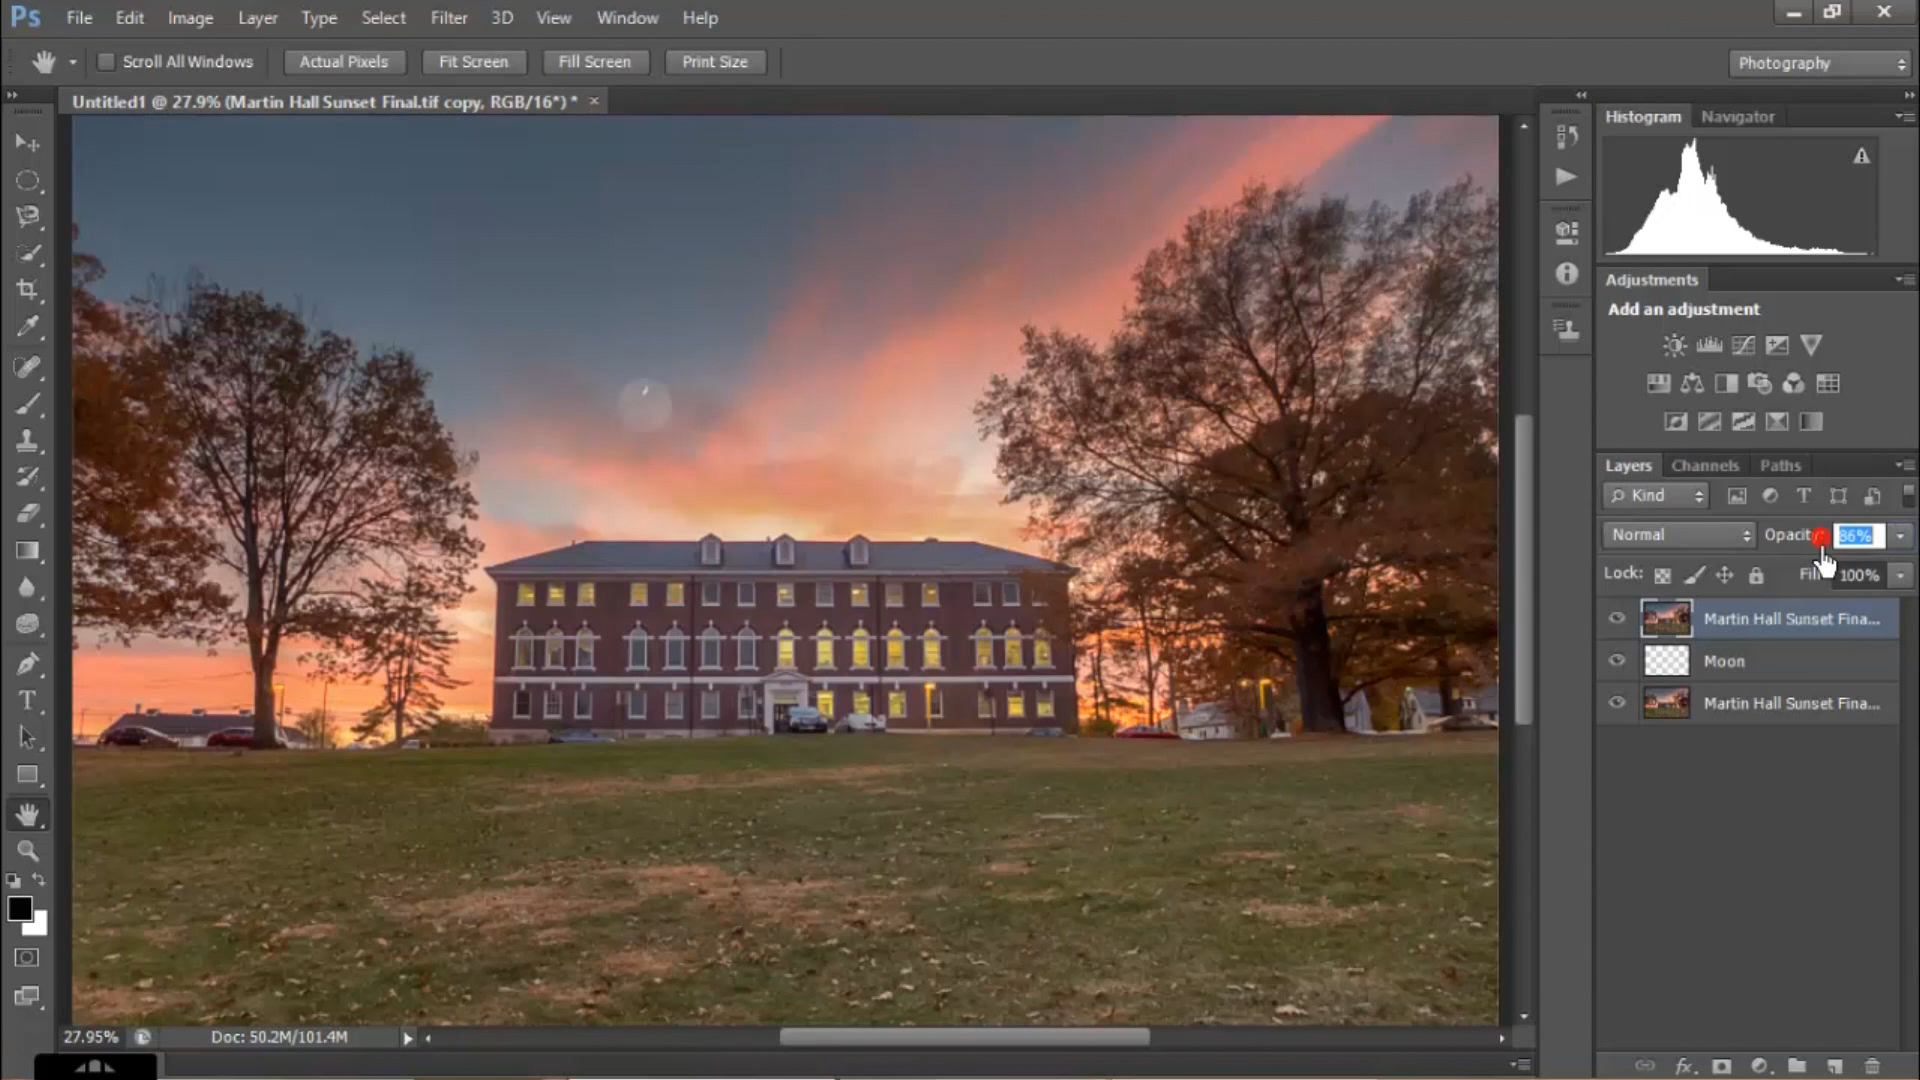 Ps File Edit Image Layer Type Select Filter 3D View Window Help
Scroll All Windows Actual Pixels Fit Screen Fill Screen Print Size Photography
Untitled1 @ 27.9% (Martin Hall Sunset Final.tif copy, RGB/16*) *
Histogram Navigator
Adjustments
Add an adjustment
Layers Channels Paths
Kind
Normal Opacit 86%
Lock: Fill 100%
Martin Hall Sunset Fina...
Moon
Martin Hall Sunset Fina...
27.95% Doc: 50.2M/101.4M